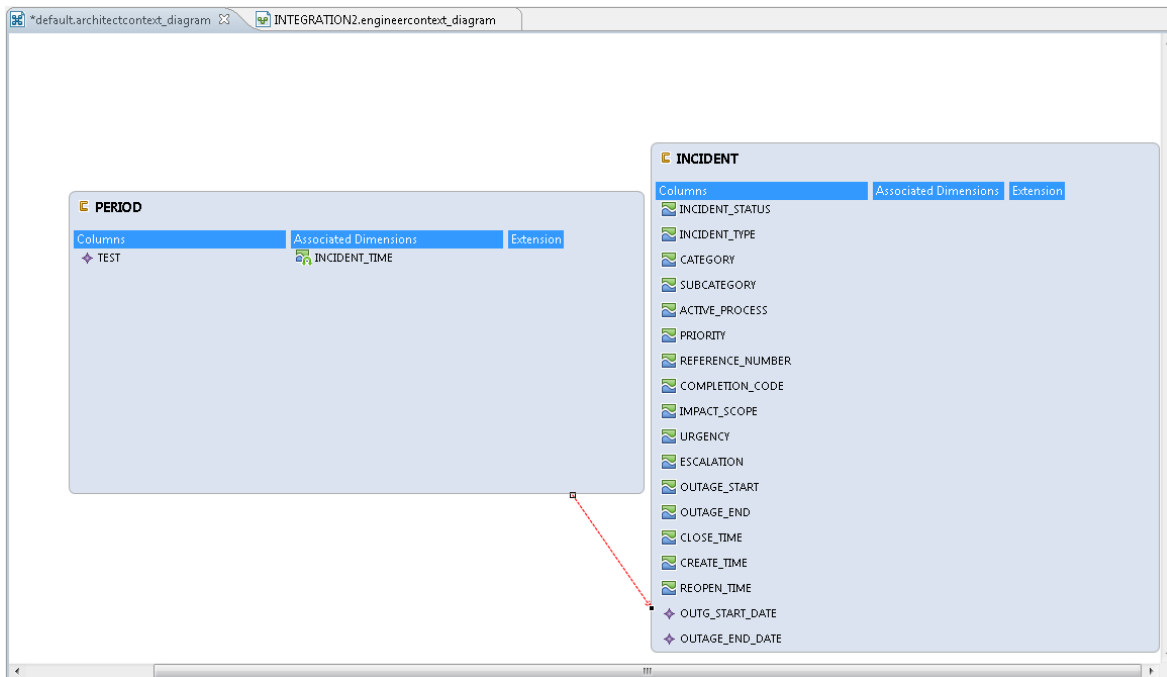 *default.architectcontext_diagram INTEGRATION2.engineercontext_diagram
PERIOD
Columns Associated Dimensions Extension
TEST INCIDENT_TIME
INCIDENT
Columns Associated Dimensions Extension
INCIDENT_STATUS
INCIDENT_TYPE
CATEGORY
SUBCATEGORY
ACTIVE_PROCESS
PRIORITY
REFERENCE_NUMBER
COMPLETION_CODE
IMPACT_SCOPE
URGENCY
ESCALATION
OUTAGE_START
OUTAGE_END
CLOSE_TIME
CREATE_TIME
REOPEN_TIME
OUTG_START_DATE
OUTAGE_END_DATE